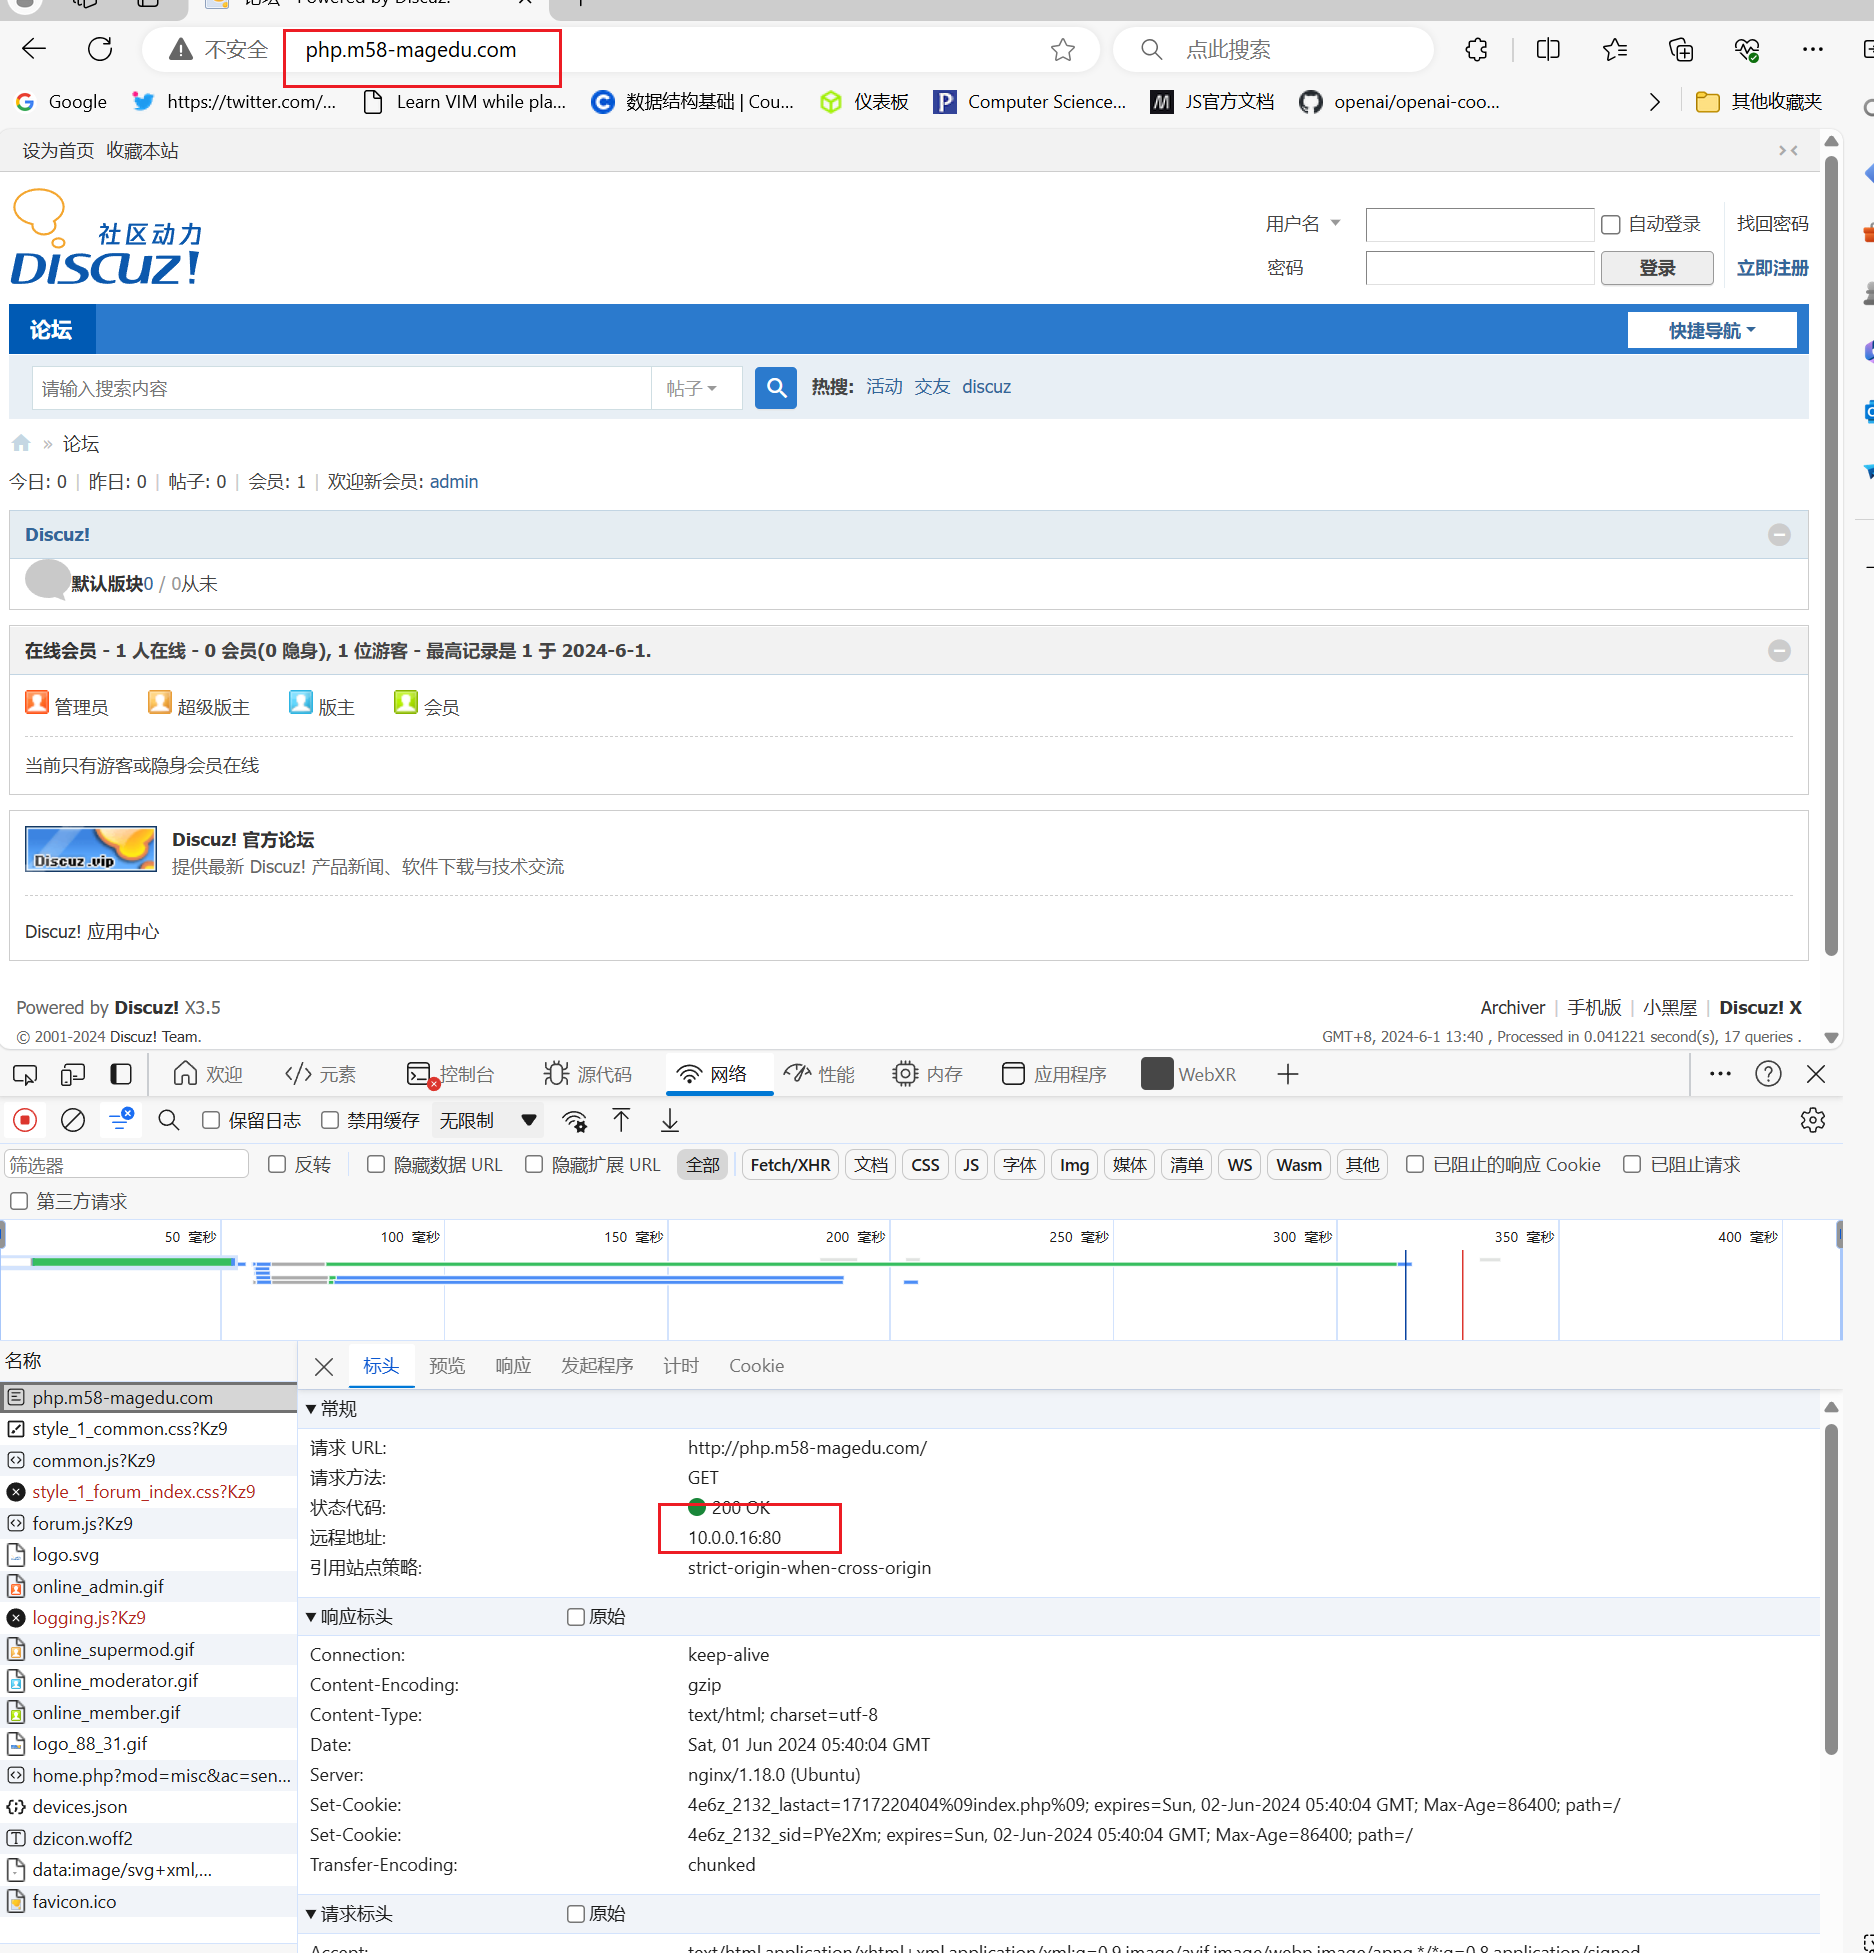 不安全 php.m58-magedu.com 点此搜索
Google https://twitter.com/... Learn VIM while pla... 数据结构基础 | Cou... 仪表板 Computer Science... JS官方文档 openai/openai-coo... 其他收藏夹
设为首页 收藏本站
社区动力
DISCUZ!
用户名 自动登录 找回密码
密码 登录 立即注册
论坛 快捷导航
请输入搜索内容 帖子 热搜: 活动 交友 discuz
» 论坛
今日: 0 | 昨日: 0 | 帖子: 0 | 会员: 1 | 欢迎新会员: admin
Discuz!
默认版块0 / 0从未
在线会员 - 1 人在线 - 0 会员(0 隐身), 1 位游客 - 最高记录是 1 于 2024-6-1.
管理员 超级版主 版主 会员
当前只有游客或隐身会员在线
Discuz.vip
Discuz! 官方论坛
提供最新 Discuz! 产品新闻、软件下载与技术交流
Discuz! 应用中心
Powered by Discuz! X3.5 Archiver | 手机版 | 小黑屋 | Discuz! X
© 2001-2024 Discuz! Team. GMT+8, 2024-6-1 13:40 , Processed in 0.041221 second(s), 17 queries .
欢迎 元素 控制台 源代码 网络 性能 内存 应用程序 WebXR
保留日志 禁用缓存 无限制
筛选器 反转 隐藏数据 URL 隐藏扩展 URL 全部 Fetch/XHR 文档 CSS JS 字体 Img 媒体 清单 WS Wasm 其他 已阻止的响应 Cookie 已阻止请求
第三方请求
50 毫秒 100 毫秒 150 毫秒 200 毫秒 250 毫秒 300 毫秒 350 毫秒 400 毫秒
名称
php.m58-magedu.com
style_1_common.css?Kz9
common.js?Kz9
style_1_forum_index.css?Kz9
forum.js?Kz9
logo.svg
online_admin.gif
logging.js?Kz9
online_supermod.gif
online_moderator.gif
online_member.gif
logo_88_31.gif
home.php?mod=misc&ac=sen...
devices.json
dzicon.woff2
data:image/svg+xml,...
favicon.ico
标头 预览 响应 发起程序 计时 Cookie
常规
请求 URL: http://php.m58-magedu.com/
请求方法: GET
状态代码: 200 OK
远程地址: 10.0.0.16:80
引用站点策略: strict-origin-when-cross-origin
响应标头 原始
Connection: keep-alive
Content-Encoding: gzip
Content-Type: text/html; charset=utf-8
Date: Sat, 01 Jun 2024 05:40:04 GMT
Server: nginx/1.18.0 (Ubuntu)
Set-Cookie: 4e6z_2132_lastact=1717220404%09index.php%09; expires=Sun, 02-Jun-2024 05:40:04 GMT; Max-Age=86400; path=/
Set-Cookie: 4e6z_2132_sid=PYe2Xm; expires=Sun, 02-Jun-2024 05:40:04 GMT; Max-Age=86400; path=/
Transfer-Encoding: chunked
请求标头 原始